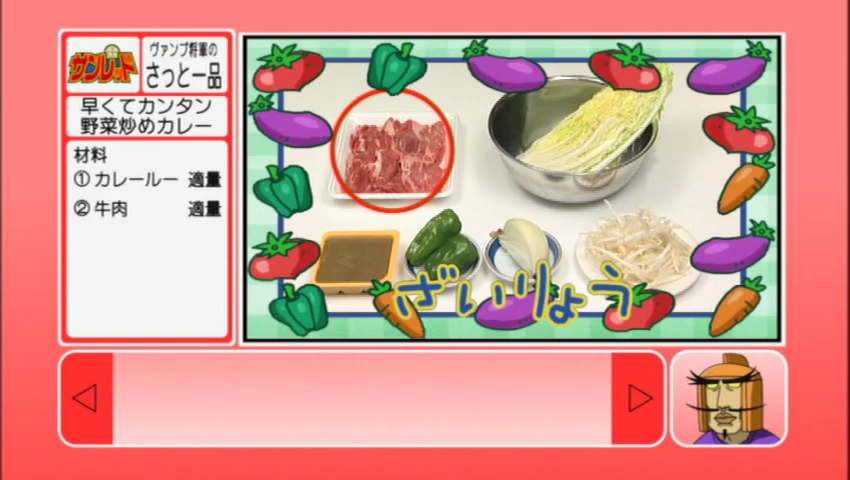 サンレッド
ヴァンプ将軍の
さっと一品
早くてカンタン
野菜炒めカレー
材料
① カレールー 適量
② 牛肉 適量
ざいりょう